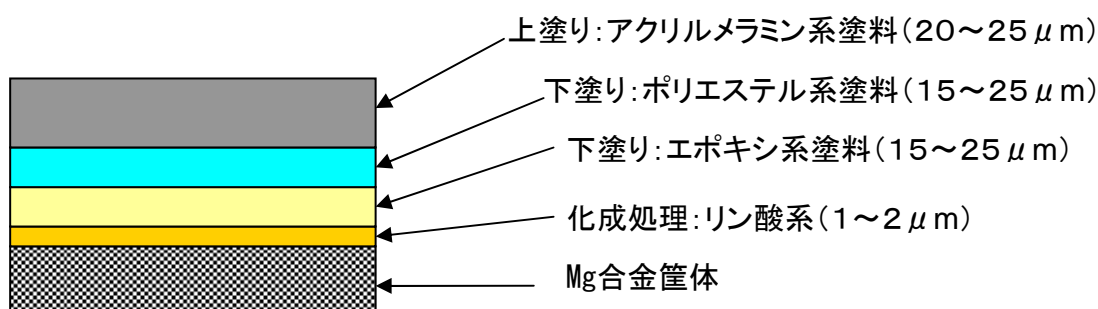 上塗り:アクリルメラミン系塗料(20～25μm)
下塗り:ポリエステル系塗料(15～25μm)
下塗り:エポキシ系塗料(15～25μm)
化成処理:リン酸系(1～2μm)
Mg合金筐体